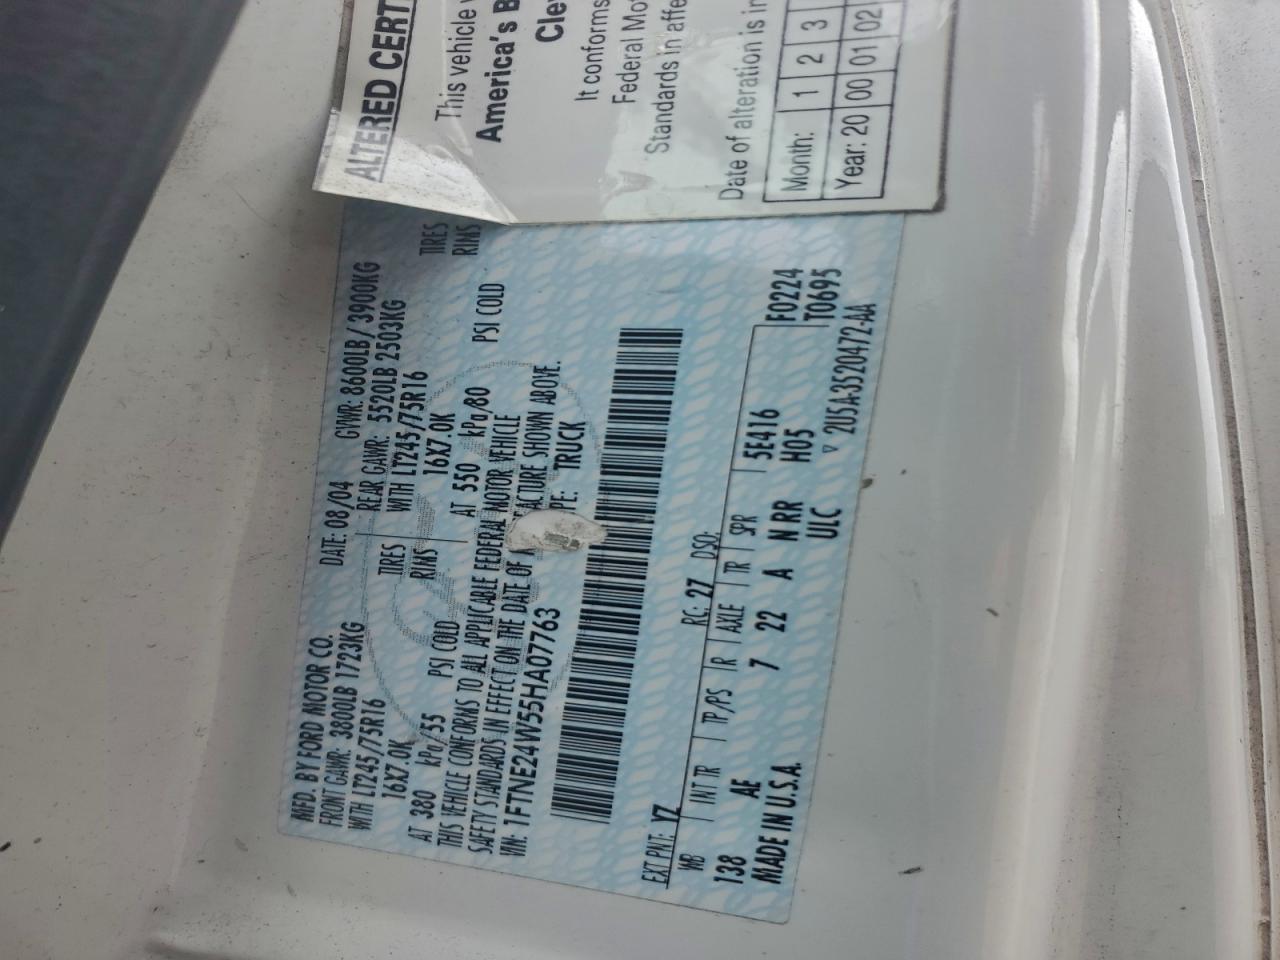 MFD. BY FORD MOTOR CO. DATE: 08/04 GVWR: 8600LB / 3900KG
FRONT GAWR: 3800LB 1723KG REAR GAWR: 5520LB 2503KG
WITH LT245/75R16 TIRES WITH LT245/75R16 TIRES
16X7.0K RIMS 16X7.0K RIMS
AT 380 kPa/55 PSI COLD AT 550 kPa/80 PSI COLD
THIS VEHICLE CONFORMS TO ALL APPLICABLE FEDERAL MOTOR VEHICLE
SAFETY STANDARDS IN EFFECT ON THE DATE OF ACTURE SHOWN ABOVE.
VIN: 1FTNE24W55HA07763 PE: TRUCK
EXT PNT: YZ RC: 27 DSO:
WB INT TR TP/PS R AXLE TR SPR F0224
138 AE 7 22 A N RR 5E416 T0695
MADE IN U.S.A. ULC H05
▽ 2U5A-3520472-AA
ALTERED CERT
This vehicle
America's B
Cle
It conforms
Federal Mo
Standards in affe
Date of alteration is in
Month: 1 2 3
Year: 20 00 01 02